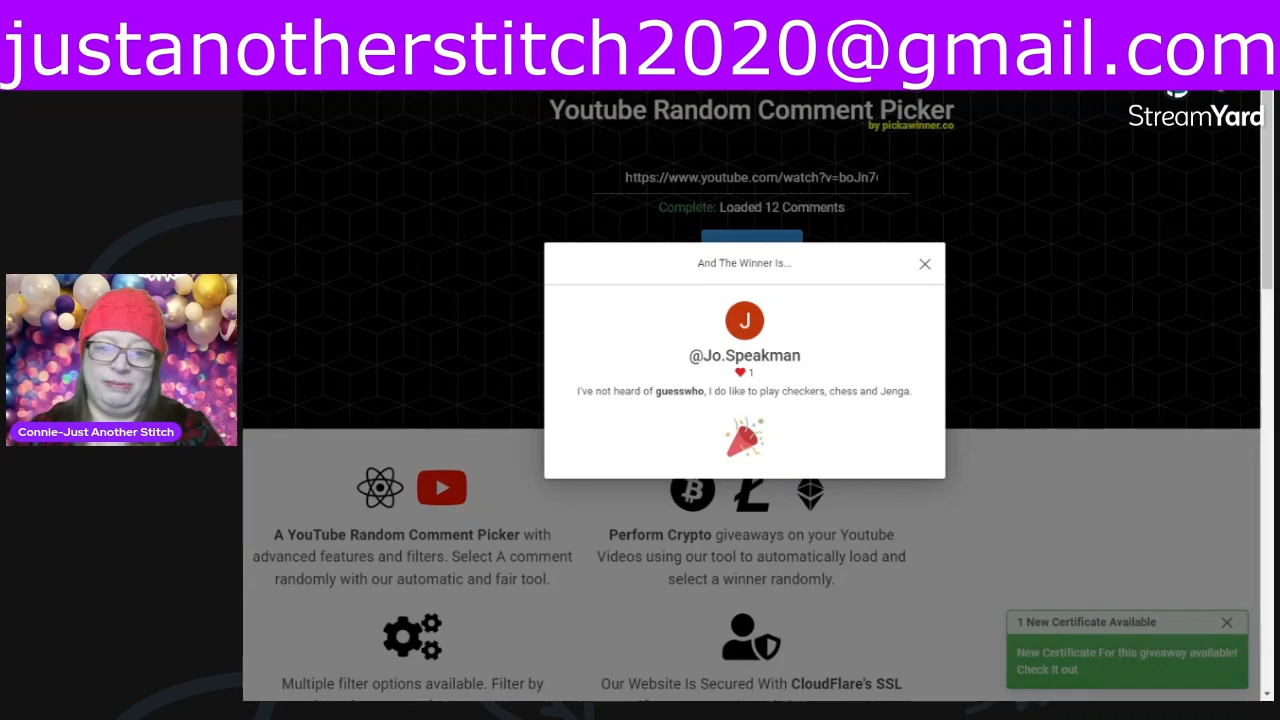 justanotherstitch2020@gmail.com
StreamYard
Youtube Random Comment Picker
by pickawinner.co
https://www.youtube.com/watch?v=boJn7
Complete: Loaded 12 Comments
And The Winner Is...
J
@Jo.Speakman
1
I've not heard of guesswho, I do like to play checkers, chess and Jenga.
Connie-Just Another Stitch
A YouTube Random Comment Picker with
advanced features and filters. Select A comment
randomly with our automatic and fair tool.
Perform Crypto giveaways on your Youtube
Videos using our tool to automatically load and
select a winner randomly.
Multiple filter options available. Filter by
Our Website Is Secured With CloudFlare's SSL
1 New Certificate Available
New Certificate For this giveaway available!
Check It out